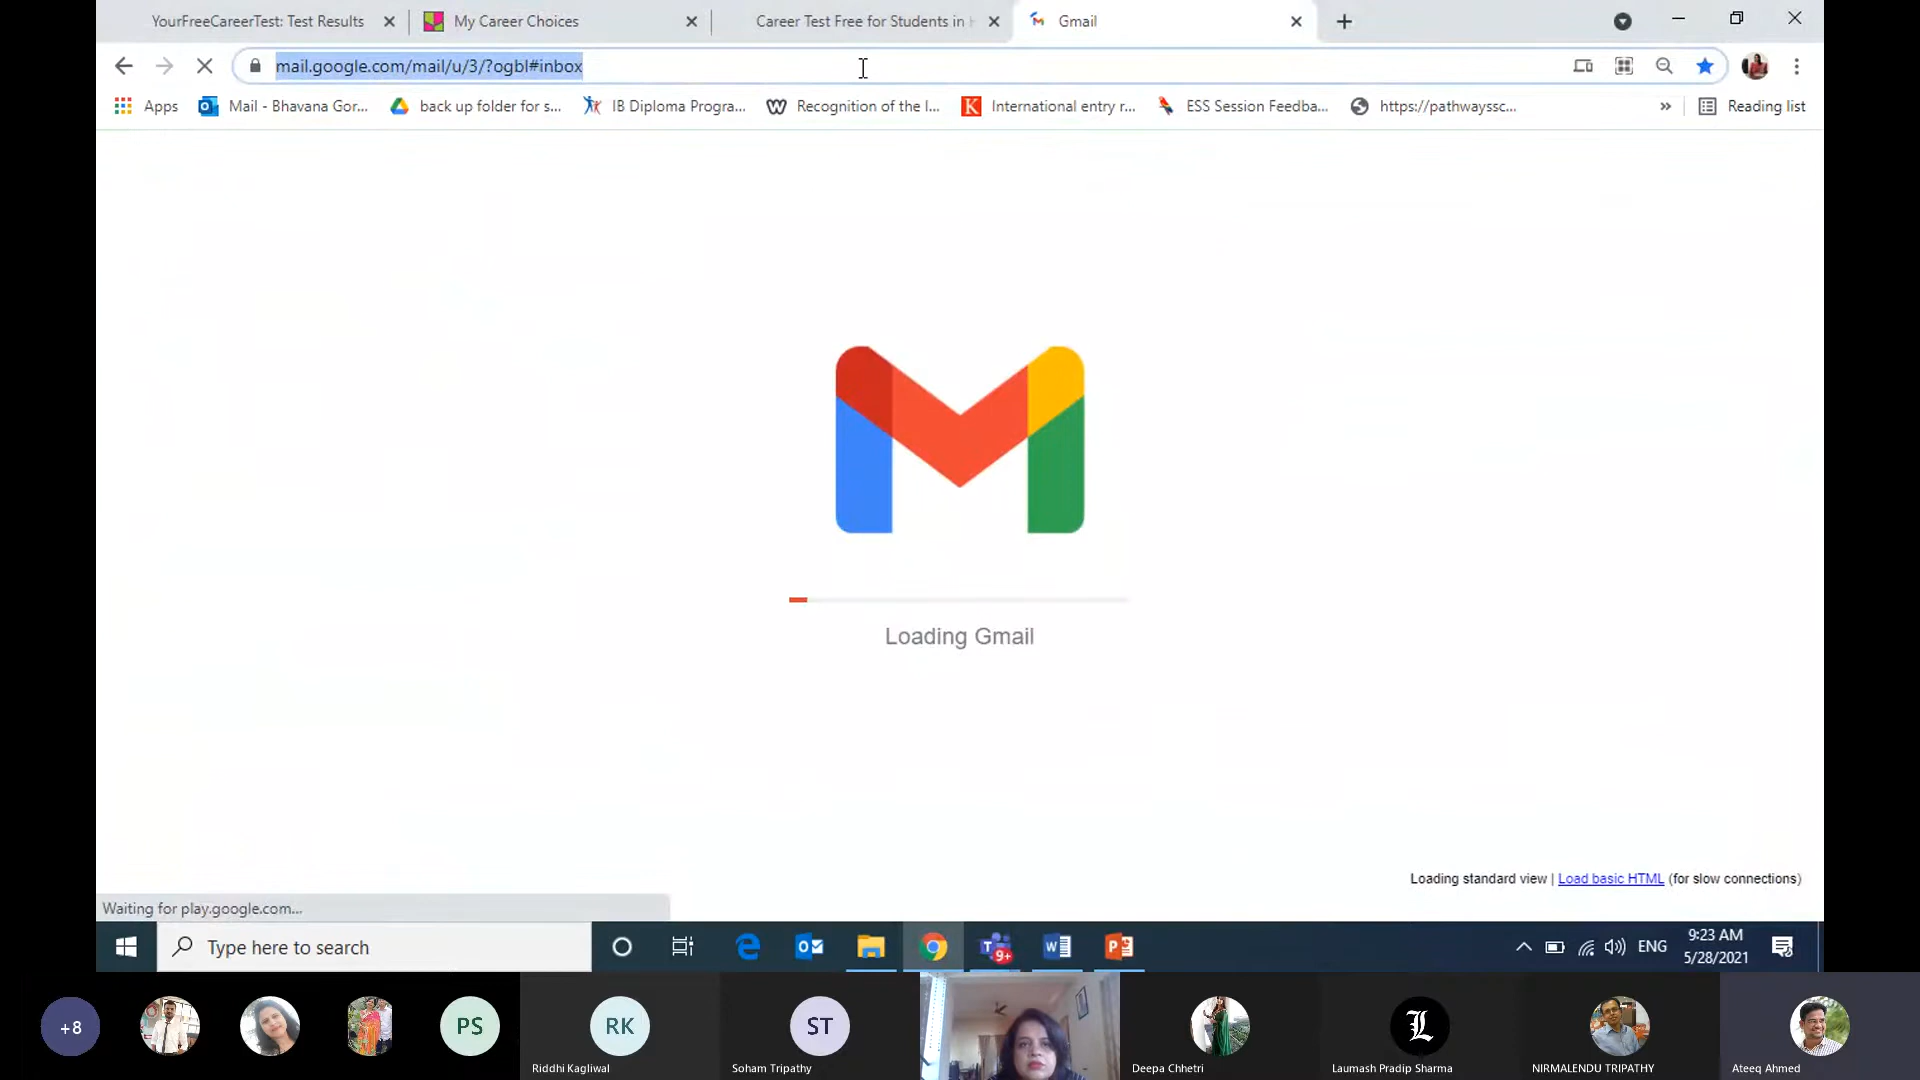 YourFreeCareerTest: Test Results
My Career Choices
Career Test Free for Students in
Gmail
mail.google.com/mail/u/3/?ogbl#inbox
Apps
Mail - Bhavana Gor...
back up folder for s...
IB Diploma Progra...
Recognition of the I...
International entry r...
ESS Session Feedba...
https://pathwayssc...
»
Reading list
Loading Gmail
Loading standard view | Load basic HTML (for slow connections)
Waiting for play.google.com...
Type here to search
9+
ENG
9:23 AM
5/28/2021
+8
PS
RK
Riddhi Kagliwal
ST
Soham Tripathy
Deepa Chhetri
L
Laumash Pradip Sharma
NIRMALENDU TRIPATHY
Ateeq Ahmed